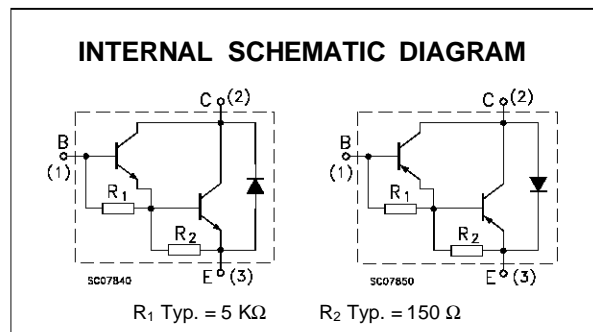 INTERNAL SCHEMATIC DIAGRAM
C (2)
B
(1)
R1
R2
E (3)
SC07840
C (2)
B
(1)
R1
R2
E (3)
SC07850
R1 Typ. = 5 KΩ R2 Typ. = 150 Ω